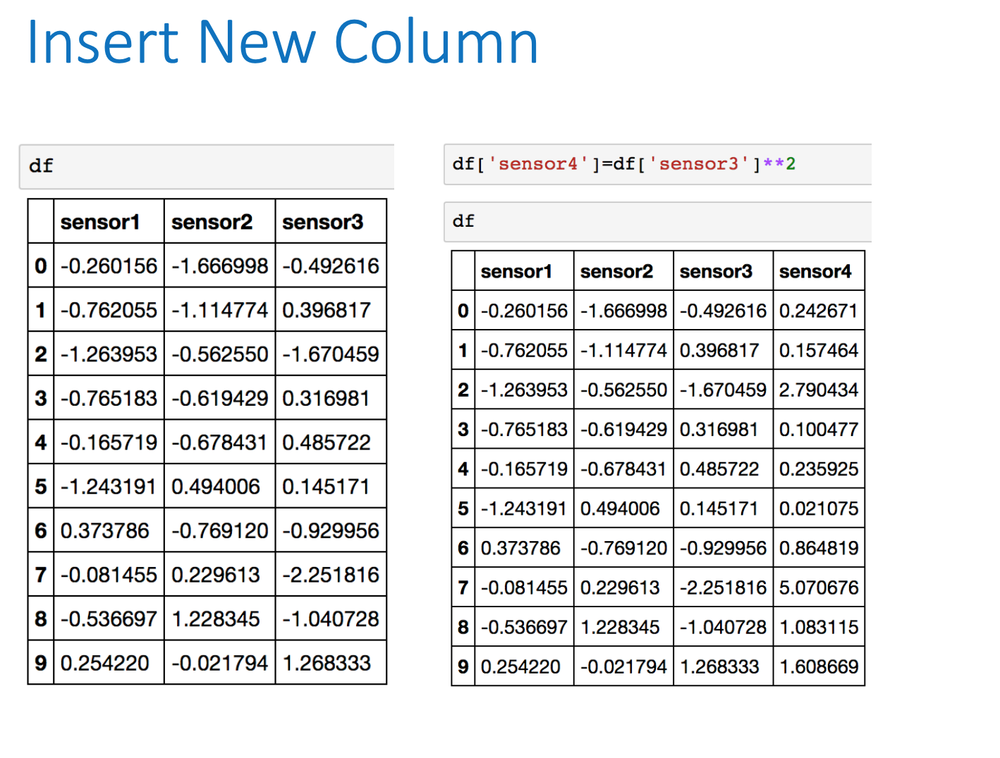 Insert New Column
df
sensor1 sensor2 sensor3
0 -0.260156 -1.666998 -0.492616
1 -0.762055 -1.114774 0.396817
2 -1.263953 -0.562550 -1.670459
3 -0.765183 -0.619429 0.316981
4 -0.165719 -0.678431 0.485722
5 -1.243191 0.494006 0.145171
6 0.373786 -0.769120 -0.929956
7 -0.081455 0.229613 -2.251816
8 -0.536697 1.228345 -1.040728
9 0.254220 -0.021794 1.268333
df['sensor4']=df['sensor3']**2
df
sensor1 sensor2 sensor3 sensor4
0 -0.260156 -1.666998 -0.492616 0.242671
1 -0.762055 -1.114774 0.396817 0.157464
2 -1.263953 -0.562550 -1.670459 2.790434
3 -0.765183 -0.619429 0.316981 0.100477
4 -0.165719 -0.678431 0.485722 0.235925
5 -1.243191 0.494006 0.145171 0.021075
6 0.373786 -0.769120 -0.929956 0.864819
7 -0.081455 0.229613 -2.251816 5.070676
8 -0.536697 1.228345 -1.040728 1.083115
9 0.254220 -0.021794 1.268333 1.608669